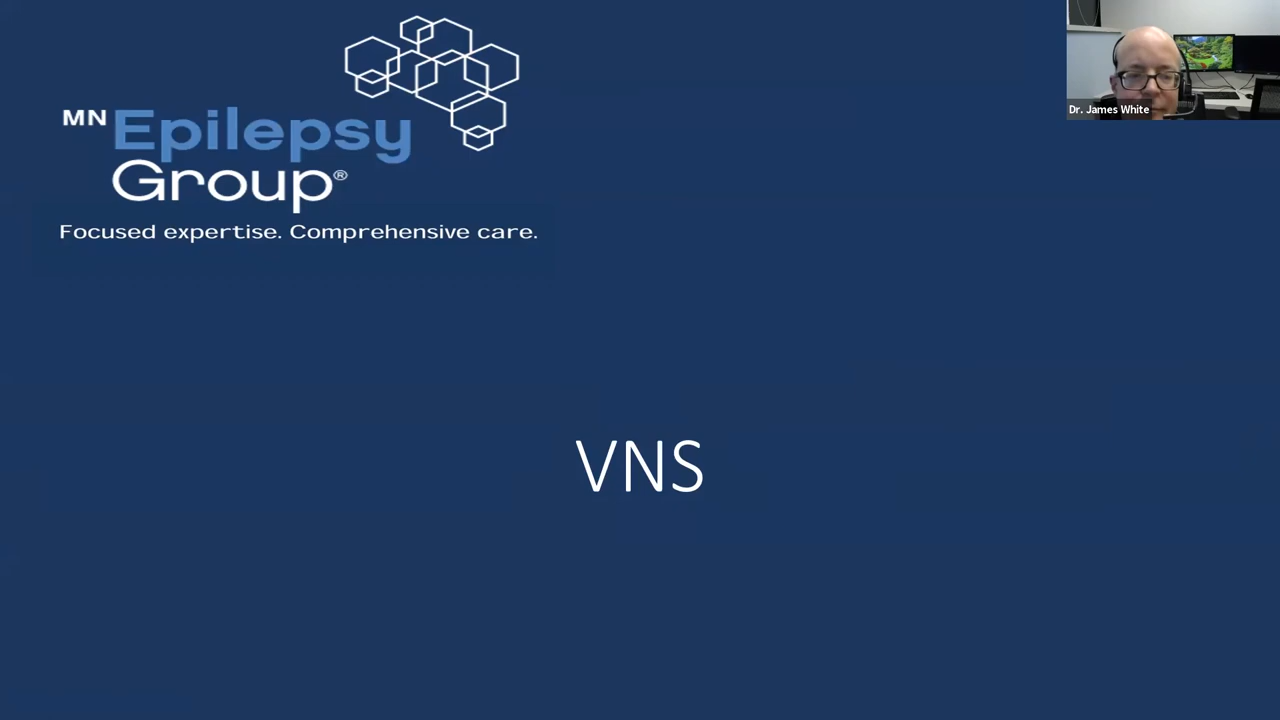 MN Epilepsy
Group®
Focused expertise. Comprehensive care.
Dr. James White
VNS